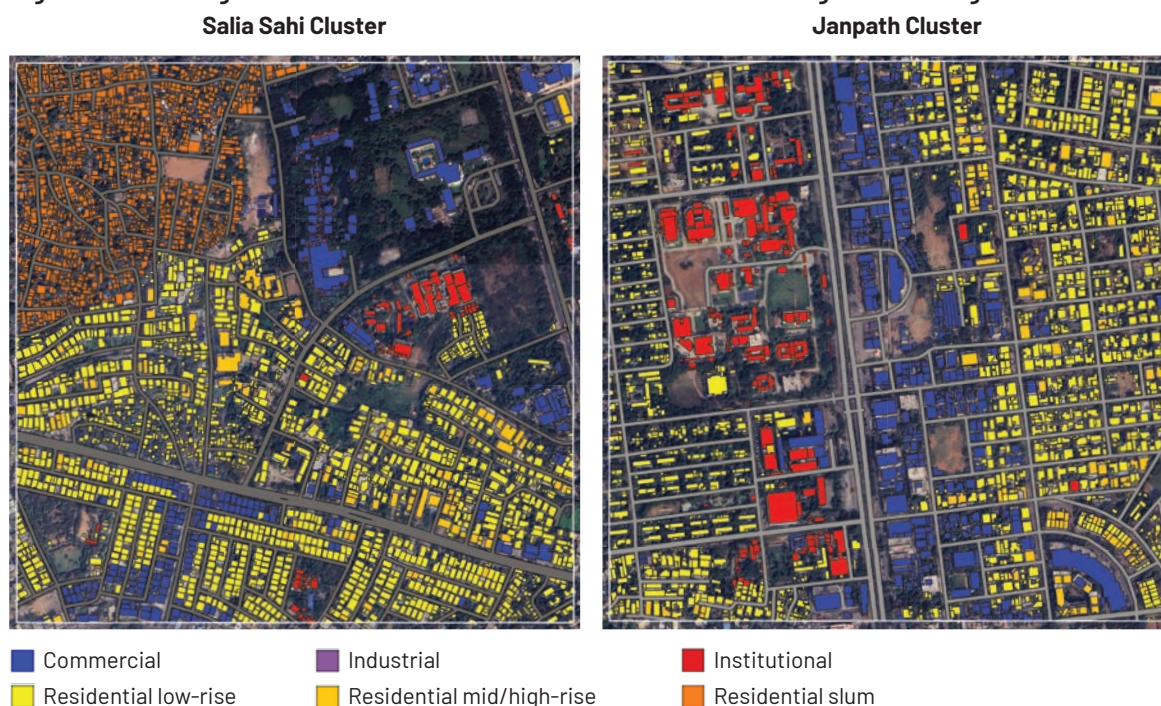 Salia Sahi Cluster
Janpath Cluster
Commercial
Industrial
Institutional
Residential low-rise
Residential mid/high-rise
Residential slum